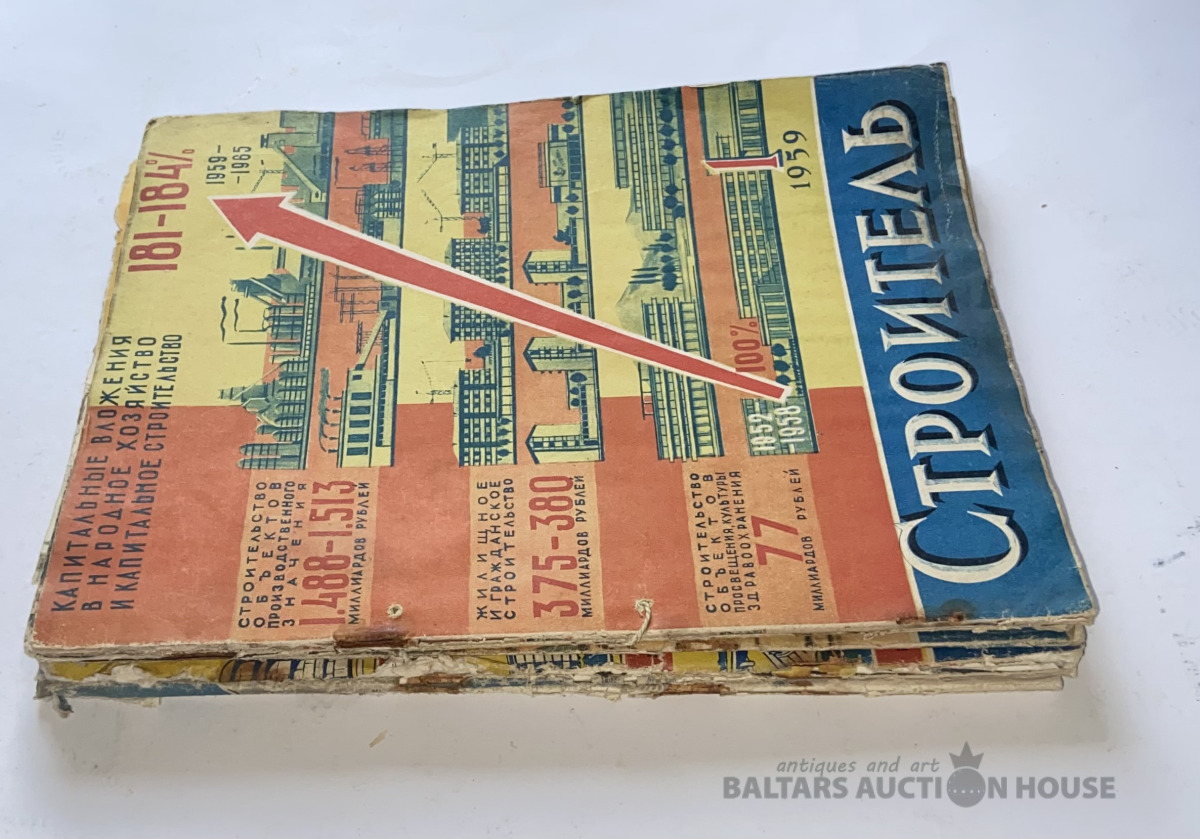 СТРОИТЕЛЬ
1
1959
КАПИТАЛЬНЫЕ ВЛОЖЕНИЯ
В НАРОДНОЕ ХОЗЯЙСТВО
И КАПИТАЛЬНОЕ СТРОИТЕЛЬСТВО
181-184%
1959-
-1965
СТРОИТЕЛЬСТВО
ОБЪЕКТОВ
ПРОИЗВОДСТВЕННОГО
ЗНАЧЕНИЯ
1.488-1.513
МИЛЛИАРДОВ РУБЛЕЙ
ЖИЛИЩНОЕ
И ГРАЖДАНСКОЕ
СТРОИТЕЛЬСТВО
375-380
МИЛЛИАРДОВ РУБЛЕЙ
СТРОИТЕЛЬСТВО
ОБЪЕКТОВ
ПРОСВЕЩЕНИЯ, КУЛЬТУРЫ
ЗДРАВООХРАНЕНИЯ
77
МИЛЛИАРДОВ РУБЛЕЙ
100%
1952
-1958
antiques and art
BALTARS AUCTION HOUSE